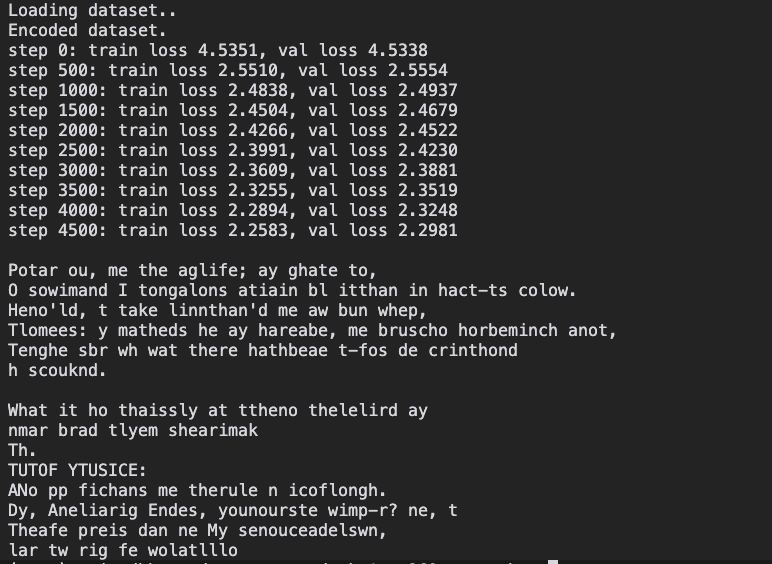 Loading dataset..
Encoded dataset.
step 0: train loss 4.5351, val loss 4.5338
step 500: train loss 2.5510, val loss 2.5554
step 1000: train loss 2.4838, val loss 2.4937
step 1500: train loss 2.4504, val loss 2.4679
step 2000: train loss 2.4266, val loss 2.4522
step 2500: train loss 2.3991, val loss 2.4230
step 3000: train loss 2.3609, val loss 2.3881
step 3500: train loss 2.3255, val loss 2.3519
step 4000: train loss 2.2894, val loss 2.3248
step 4500: train loss 2.2583, val loss 2.2981
Potar ou, me the aglife; ay ghate to,
O sowimand I tongalons atiain bl itthan in hact-ts colow.
Heno'ld, t take linnthan'd me aw bun whep,
Tlomees: y matheds he ay hareabe, me bruscho horbeminch anot,
Tenghe sbr wh wat there hathbeae t-fos de crinthond
h scouknd.
What it ho thaissly at ttheno thelelird ay
nmar brad tlyem shearimak
Th.
TUTOF YTUSICE:
ANo pp fichans me therule n icoflongh.
Dy, Aneliarig Endes, younourste wimp-r? ne, t
Theafe preis dan ne My senouceadelswn,
lar tw rig fe wolatlllo